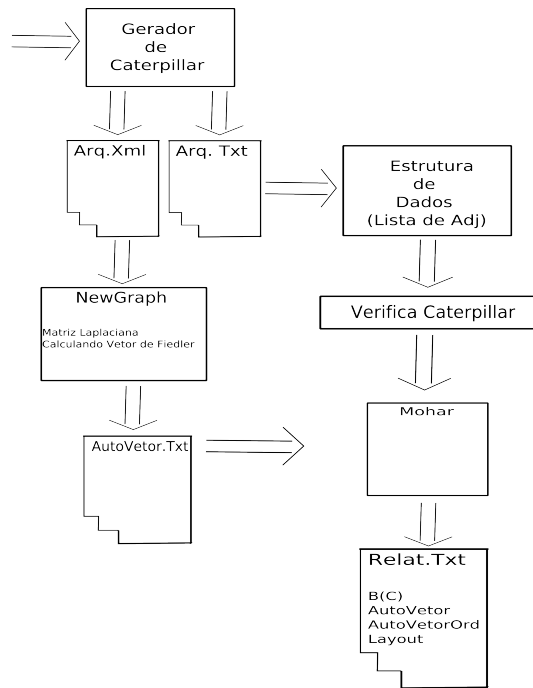 Gerador
de
Caterpillar
Arq.Xml
Arq. Txt
Estrutura
de
Dados
(Lista de Adj)
NewGraph
Matriz Laplaciana
Calculando Vetor de Fiedler
Verifica Caterpillar
Mohar
AutoVetor.Txt
Relat.Txt
B(C)
AutoVetor
AutoVetorOrd
Layout